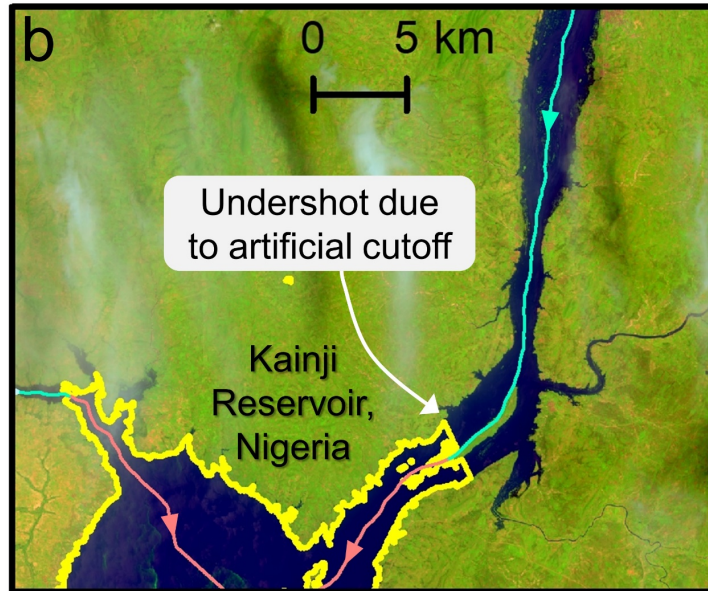 b
0 5 km
Undershot due
to artificial cutoff
Kainji
Reservoir,
Nigeria